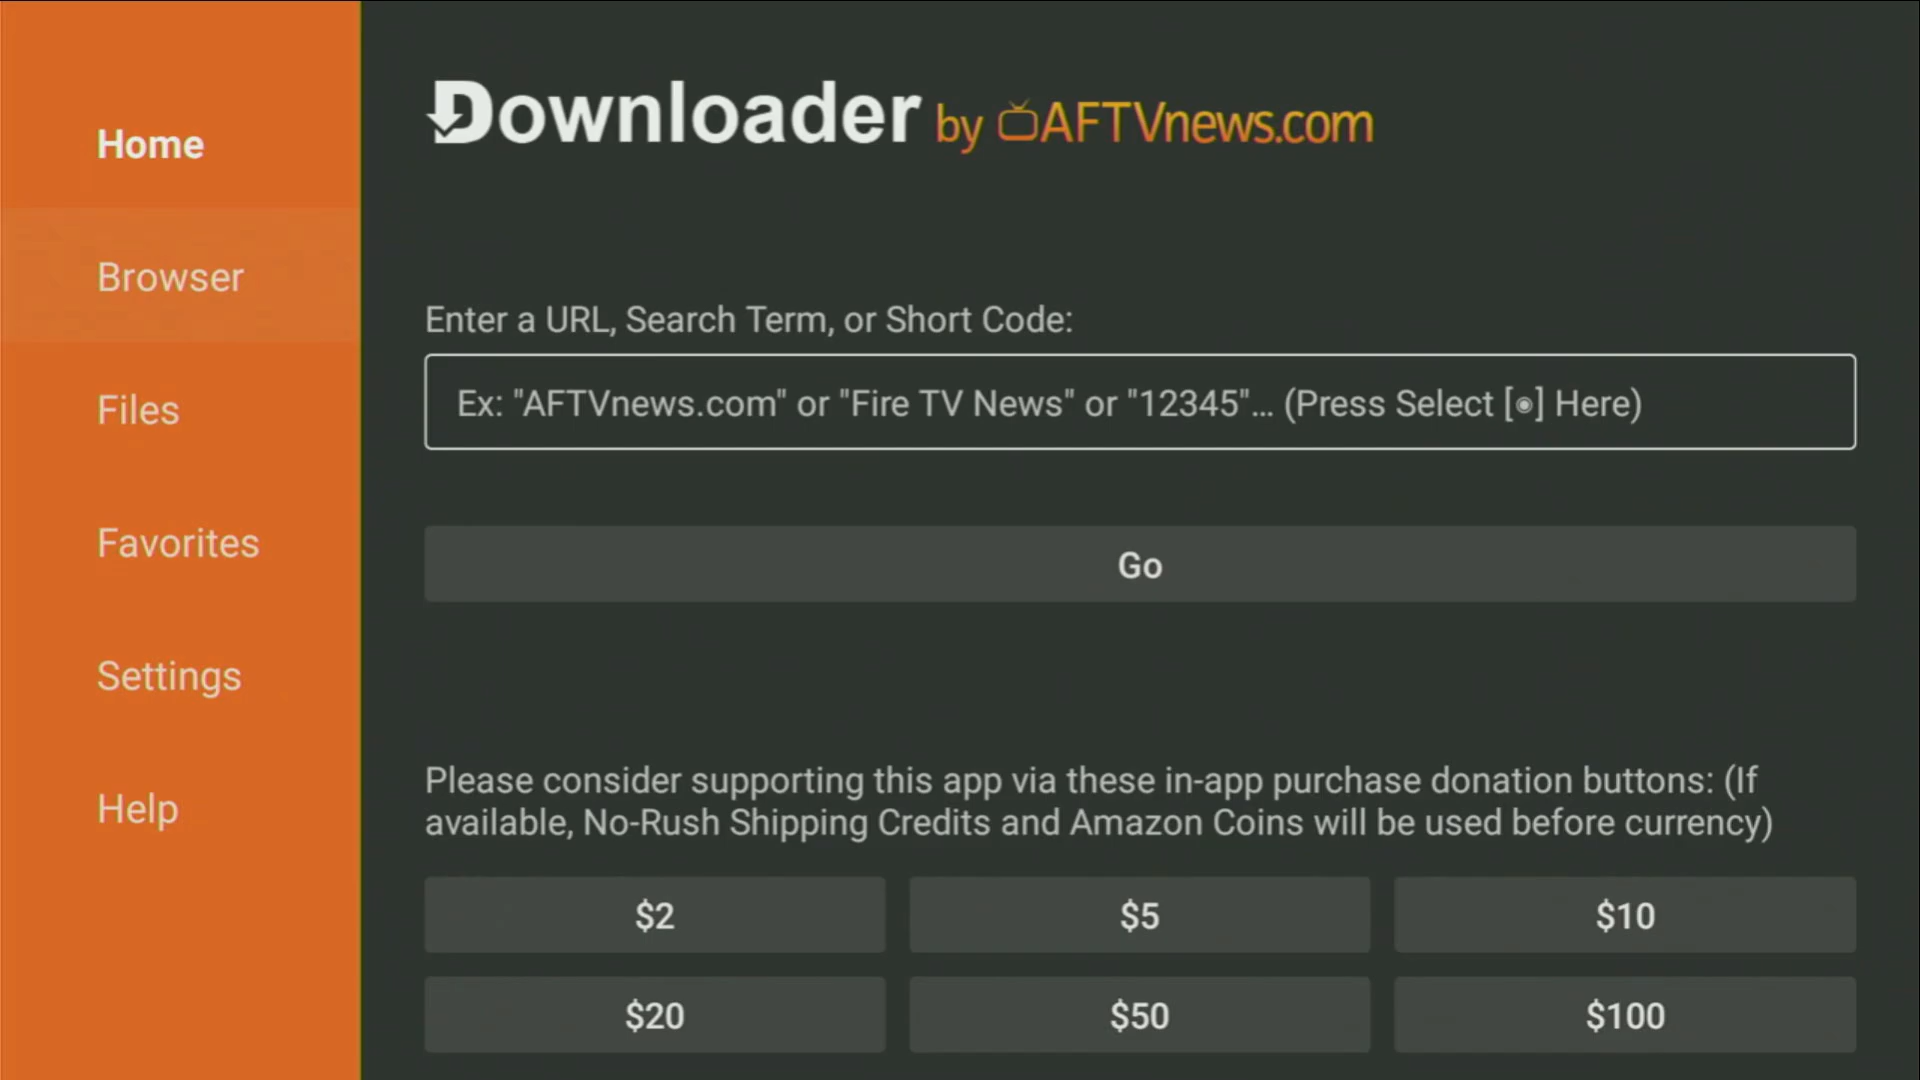 Home
Browser
Files
Favorites
Settings
Help
Downloader by AFTVnews.com
Enter a URL, Search Term, or Short Code:
Ex: "AFTVnews.com" or "Fire TV News" or "12345"... (Press Select [◉] Here)
Go
Please consider supporting this app via these in-app purchase donation buttons: (If
available, No-Rush Shipping Credits and Amazon Coins will be used before currency)
$2 $5 $10
$20 $50 $100